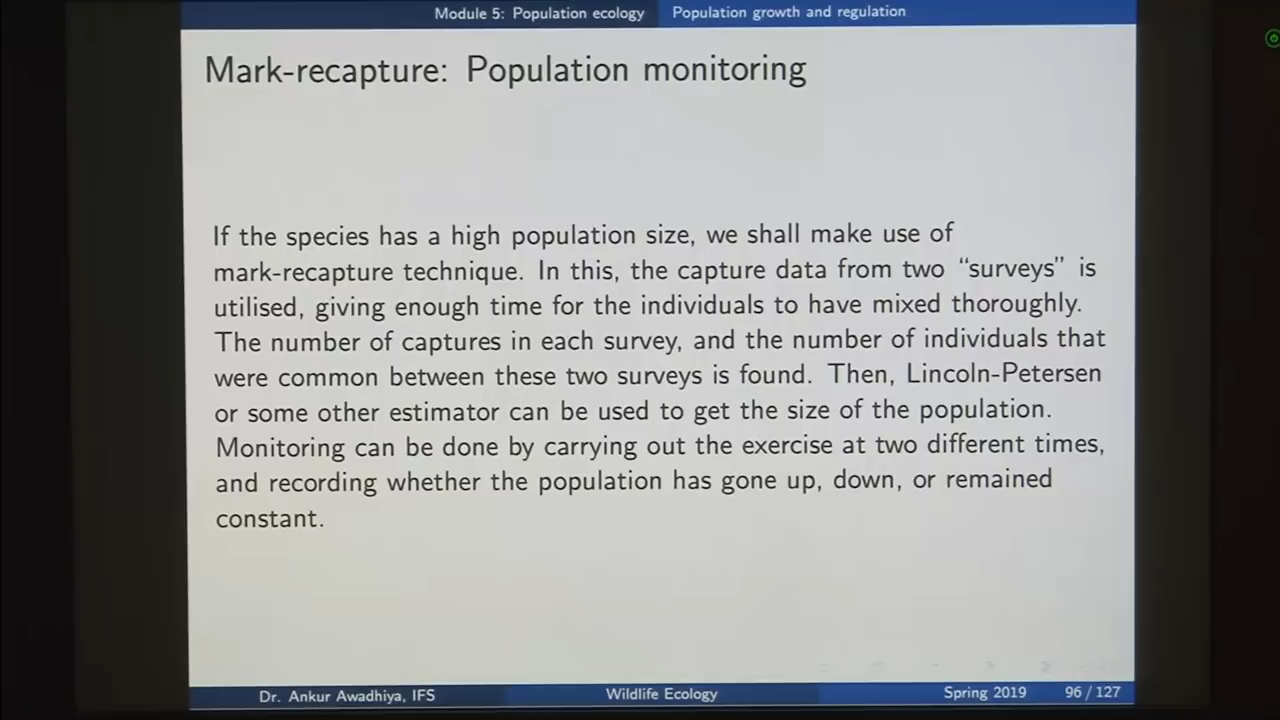 Module 5: Population ecology Population growth and regulation
Mark-recapture: Population monitoring
If the species has a high population size, we shall make use of
mark-recapture technique. In this, the capture data from two “surveys” is
utilised, giving enough time for the individuals to have mixed thoroughly.
The number of captures in each survey, and the number of individuals that
were common between these two surveys is found. Then, Lincoln-Petersen
or some other estimator can be used to get the size of the population.
Monitoring can be done by carrying out the exercise at two different times,
and recording whether the population has gone up, down, or remained
constant.
Dr. Ankur Awadhiya, IFS Wildlife Ecology Spring 2019 96 / 127